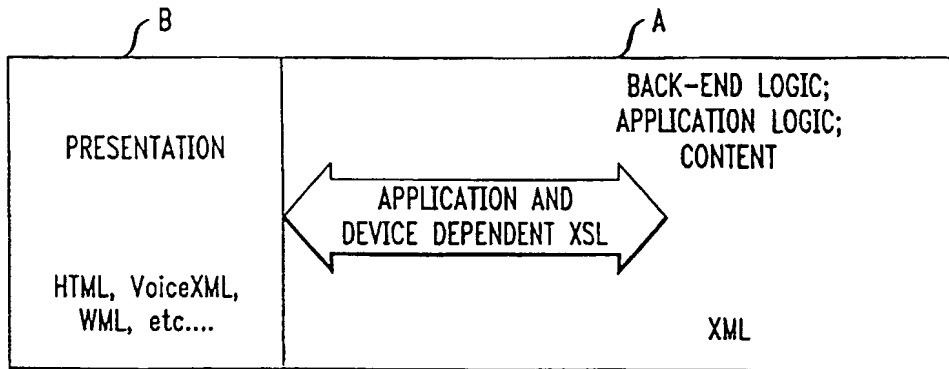 B
A
PRESENTATION
HTML, VoiceXML,
WML, etc....
BACK-END LOGIC;
APPLICATION LOGIC;
CONTENT
APPLICATION AND
DEVICE DEPENDENT XSL
XML